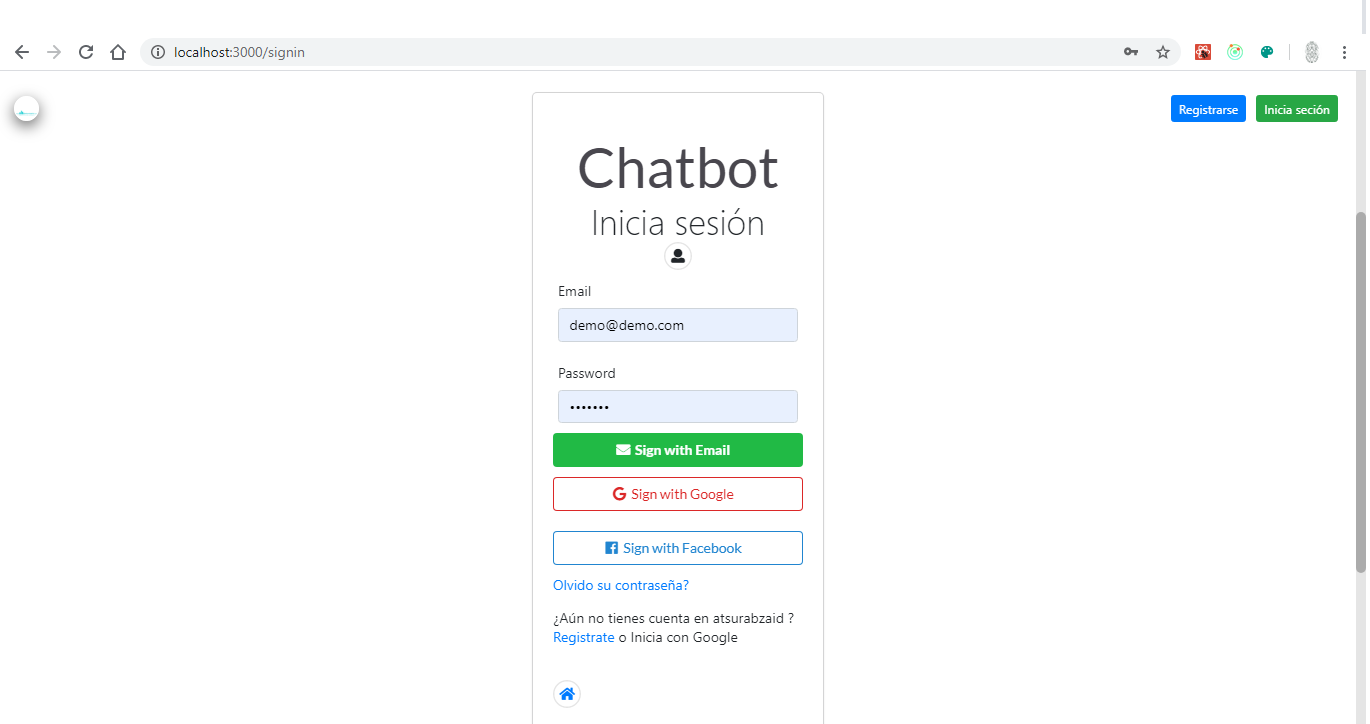 localhost:3000/signin
Registrarse
Inicia seción
Chatbot
Inicia sesión
Email
demo@demo.com
Password
•••••••
Sign with Email
Sign with Google
Sign with Facebook
Olvido su contraseña?
¿Aún no tienes cuenta en atsurabzaid ?
Registrate o Inicia con Google